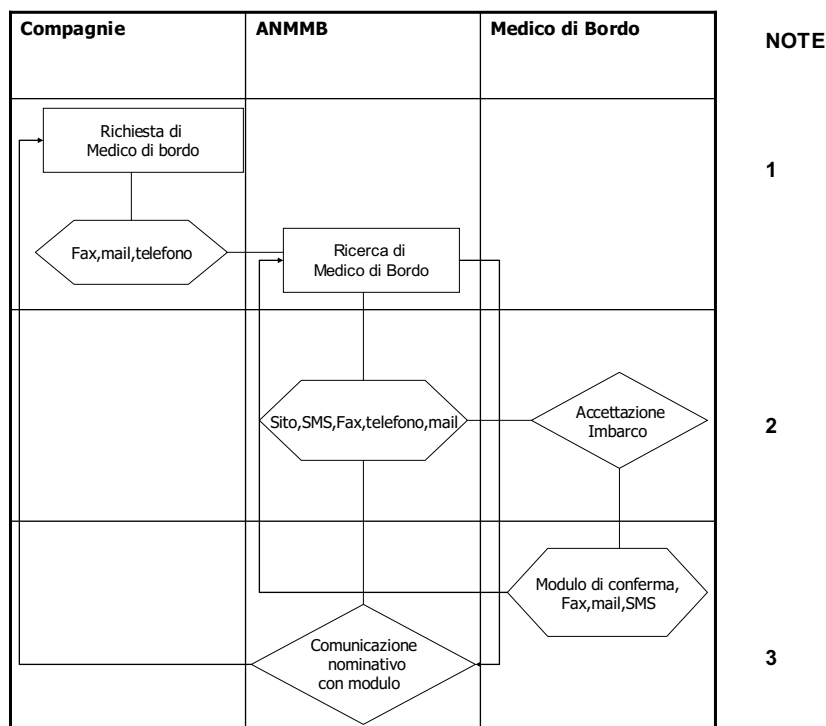 Compagnie
ANMMB
Medico di Bordo
NOTE
Richiesta di
Medico di bordo
1
Fax,mail,telefono
Ricerca di
Medico di Bordo
Sito,SMS,Fax,telefono,mail
Accettazione
Imbarco
2
Modulo di conferma,
Fax,mail,SMS
Comunicazione
nominativo
con modulo
3